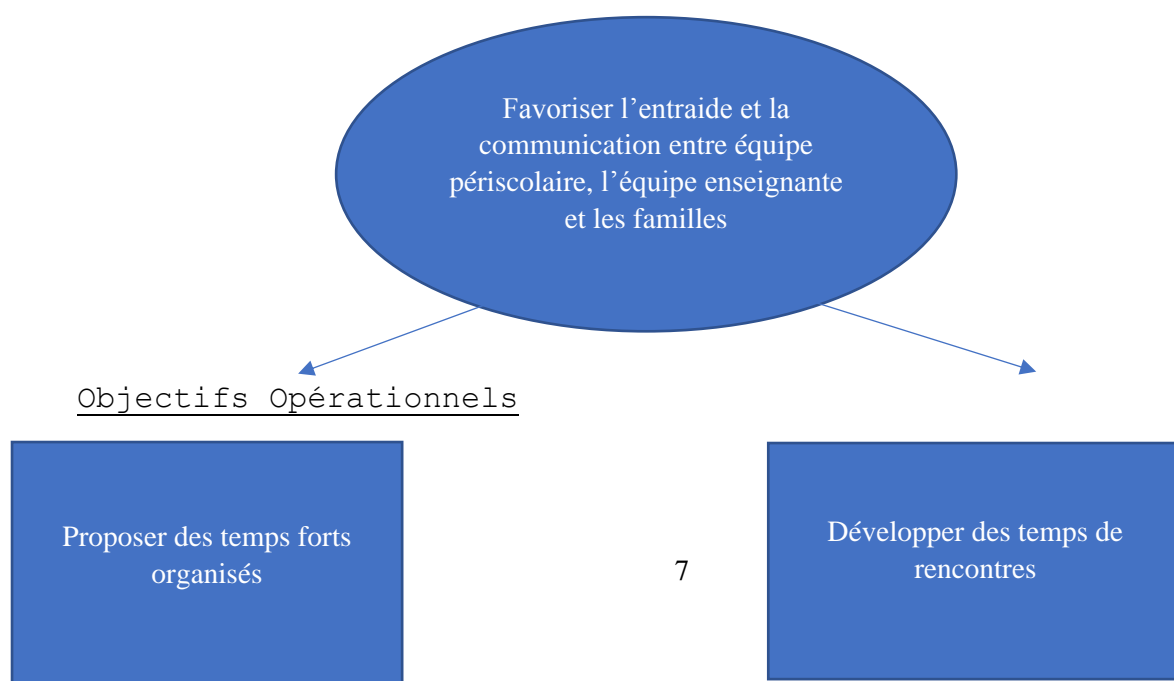 Favoriser l’entraide et la
communication entre équipe
périscolaire, l’équipe enseignante
et les familles
Objectifs Opérationnels
Proposer des temps forts
organisés
7
Développer des temps de
rencontres